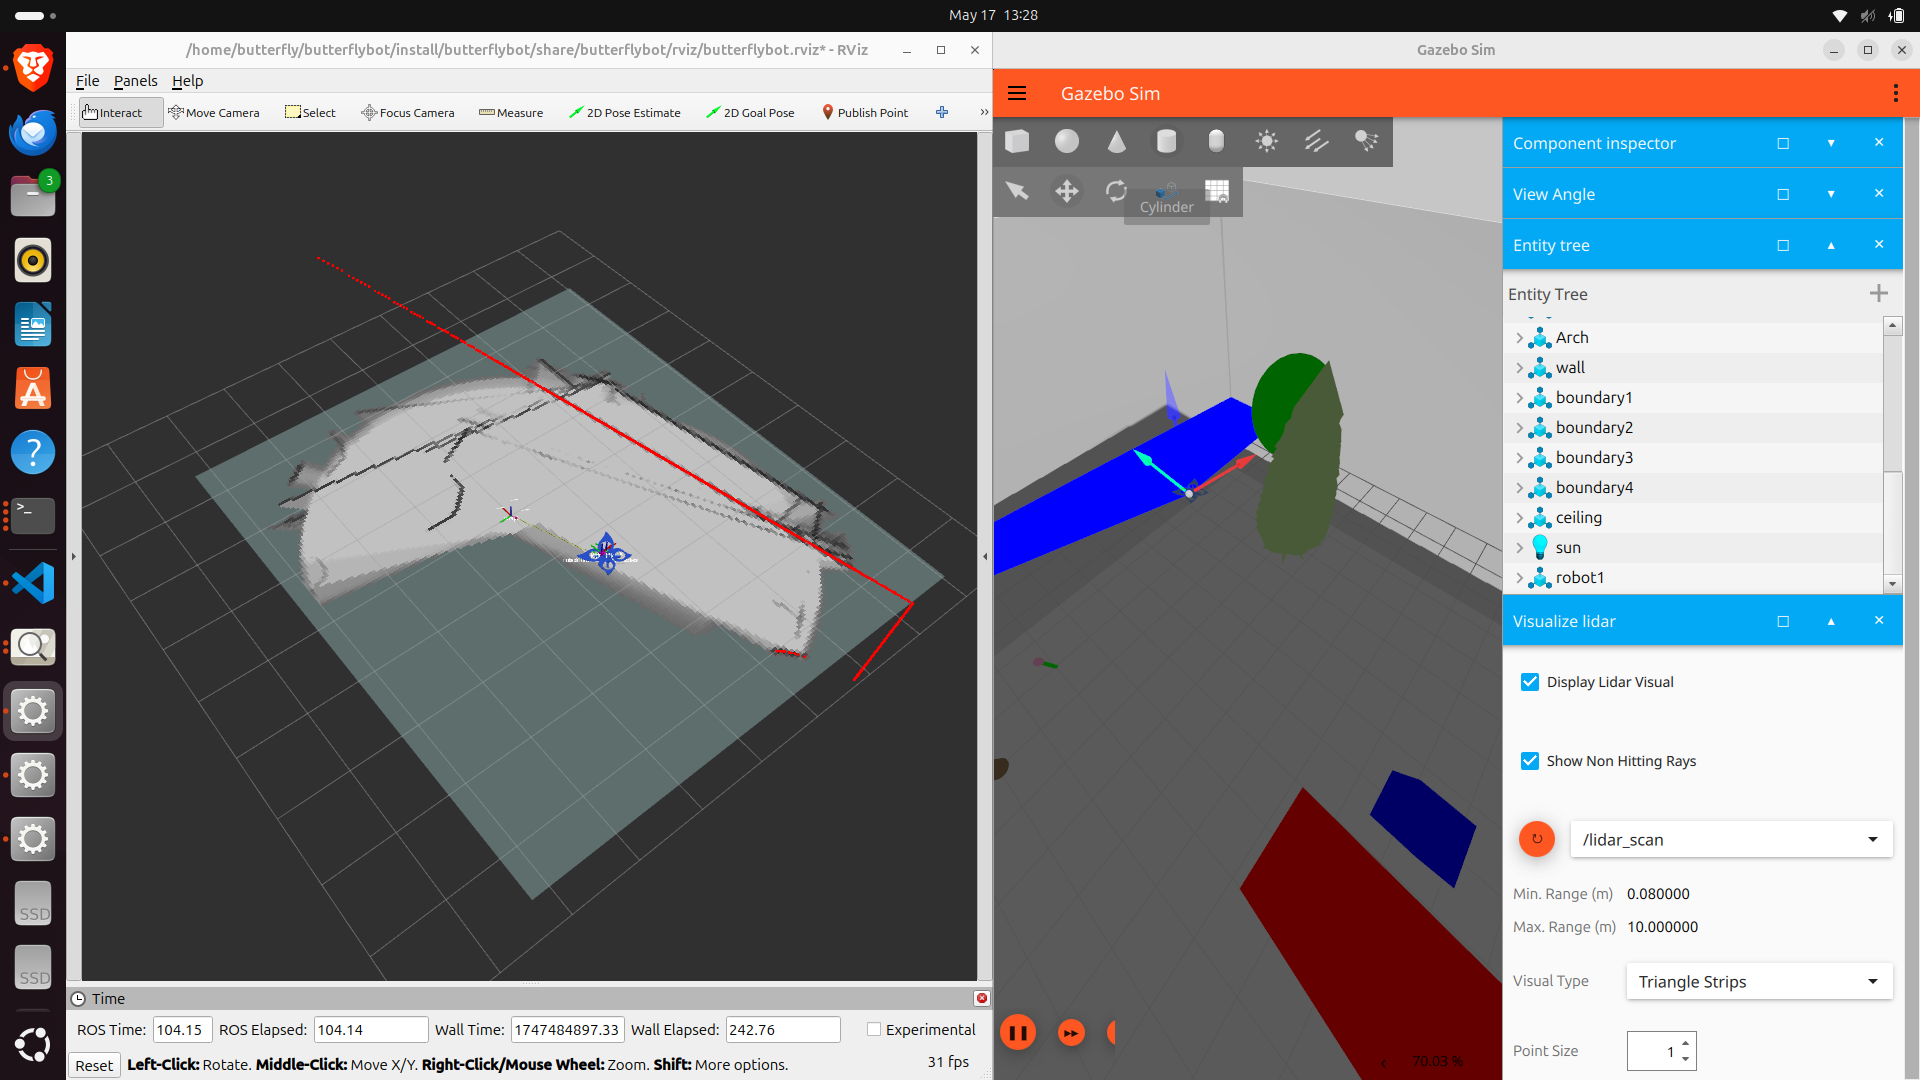 May 17  13:28
/home/butterfly/butterflybot/install/butterflybot/share/butterflybot/rviz/butterflybot.rviz* - RViz
File Panels Help
Interact Move Camera Select Focus Camera Measure 2D Pose Estimate 2D Goal Pose Publish Point »
3
>_
?
SSD
SSD
Time
ROS Time: 104.15 ROS Elapsed: 104.14 Wall Time: 1747484897.33 Wall Elapsed: 242.76 Experimental
Reset Left-Click: Rotate. Middle-Click: Move X/Y. Right-Click/Mouse Wheel: Zoom. Shift: More options. 31 fps
Gazebo Sim
Gazebo Sim
Cylinder
70.03 %
Component inspector
View Angle
Entity tree
Entity Tree
Arch
wall
boundary1
boundary2
boundary3
boundary4
ceiling
sun
robot1
Visualize lidar
Display Lidar Visual
Show Non Hitting Rays
/lidar_scan
Min. Range (m) 0.080000
Max. Range (m) 10.000000
Visual Type Triangle Strips
Point Size 1